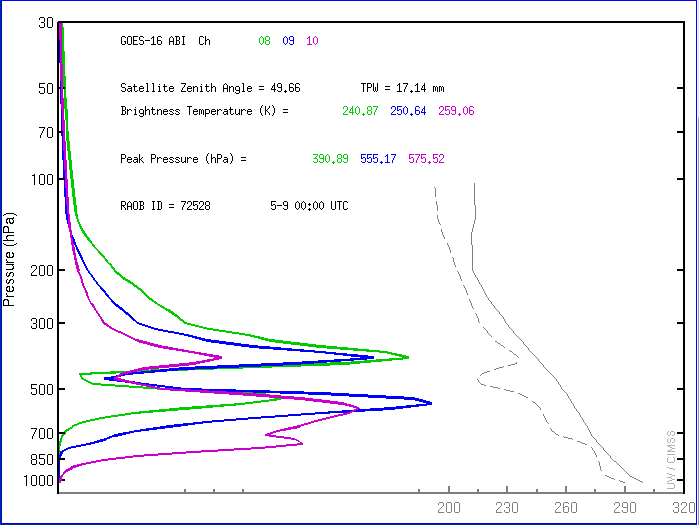 GOES-16 ABI Ch 08 09 10
Satellite Zenith Angle = 49.66 TPW = 17.14 mm
Brightness Temperature (K) = 240.87 250.64 259.06
Peak Pressure (hPa) = 390.89 555.17 575.52
RAOB ID = 72528 5-9 00:00 UTC
Pressure (hPa)
30
50
70
100
200
300
500
700
850
1000
200 230 260 290 320
UW / CIMSS